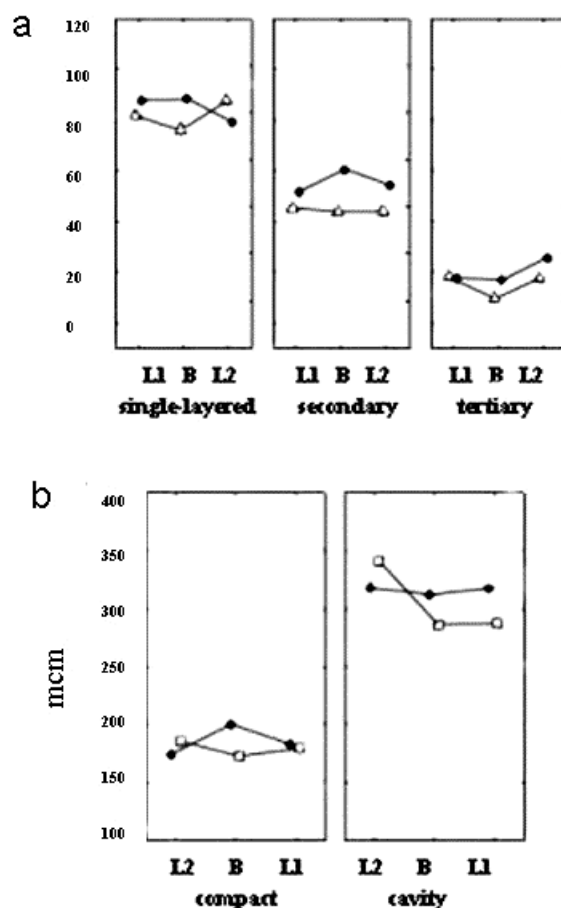 a
120
100
80
60
40
20
0
L1 B L2 L1 B L2 L1 B L2
single-layered secondary tertiary
b
mcm
400
350
300
250
200
150
100
L2 B L1 L2 B L1
compact cavity